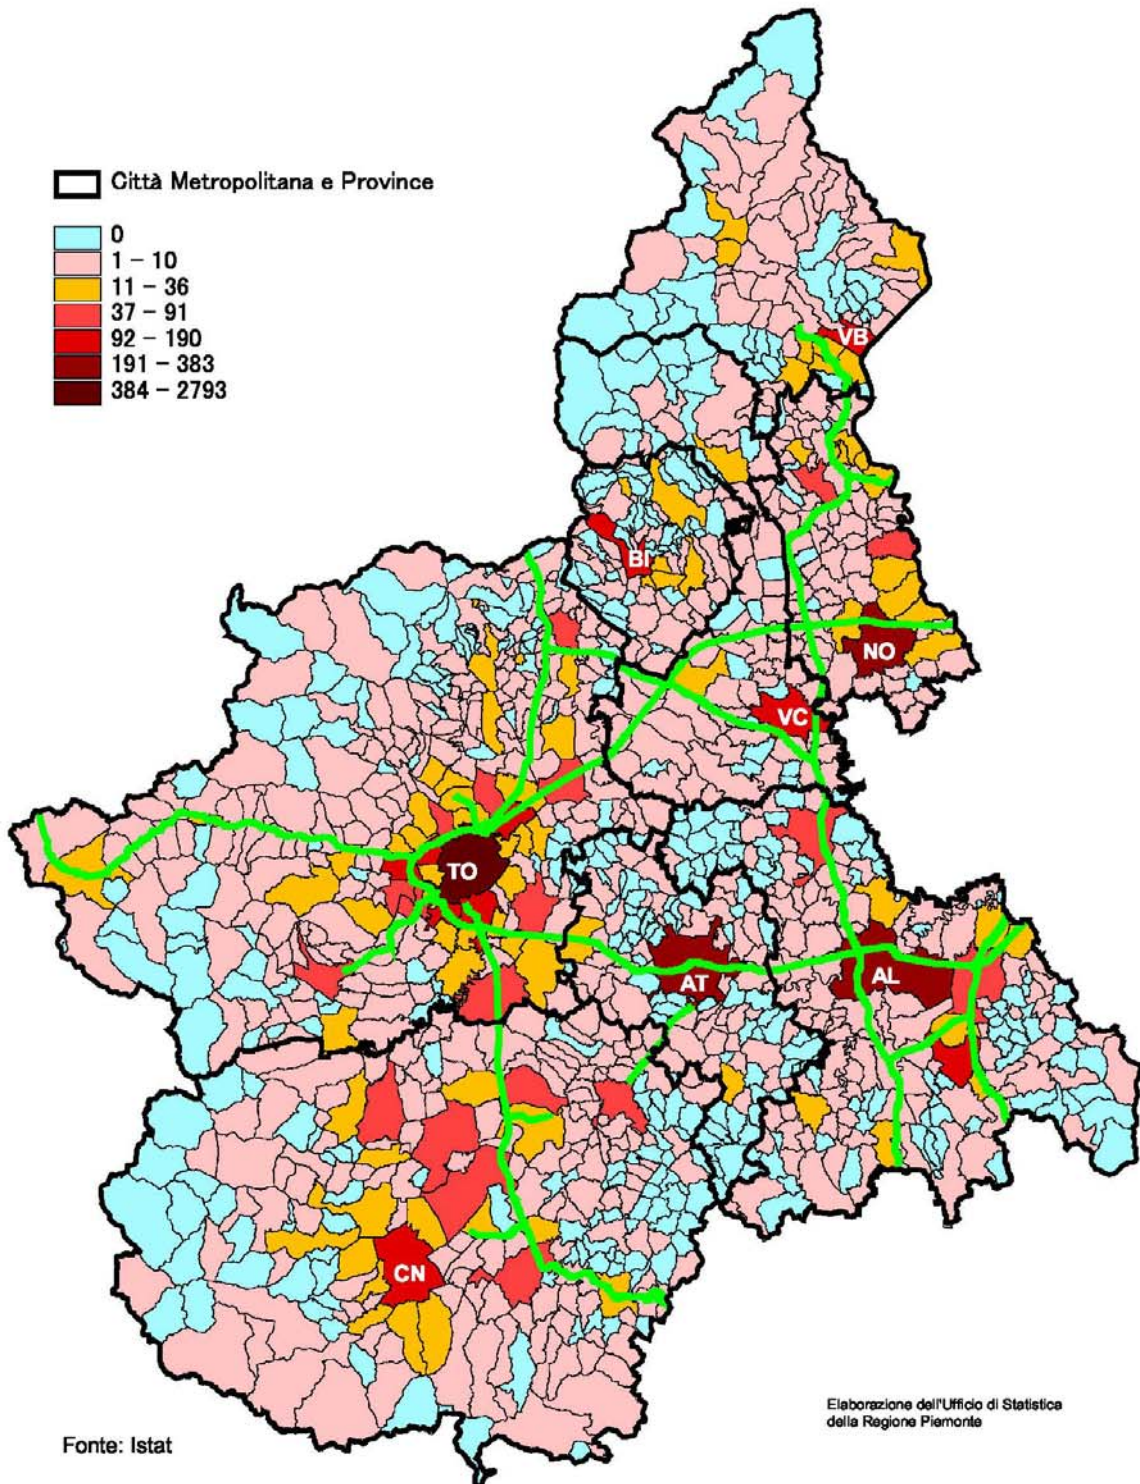 Città Metropolitana e Province
0
1 - 10
11 - 36
37 - 91
92 - 190
191 - 383
384 - 2793
VB
BI
NO
VC
TO
AT
AL
CN
Elaborazione dell'Ufficio di Statistica
della Regione Piemonte
Fonte: Istat